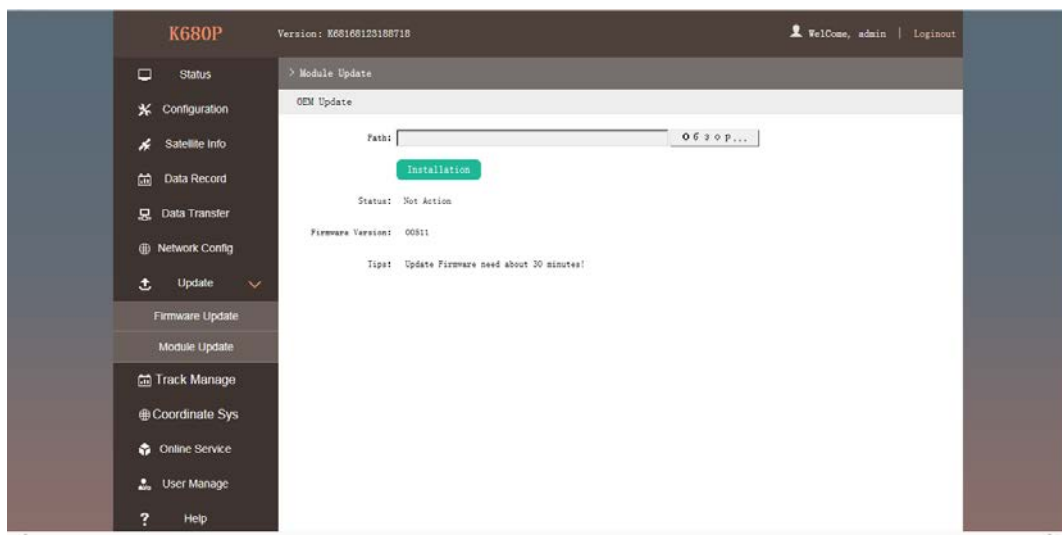 K680P
Version: K68168123188718
WelCome, admin | Loginout
Status
Configuration
Satellite Info
Data Record
Data Transfer
Network Config
Update
Firmware Update
Module Update
Track Manage
Coordinate Sys
Online Service
User Manage
Help
> Module Update
OEM Update
Path:
Обзор...
Installation
Status: Not Action
Firmware Version: 00511
Tips: Update Firmware need about 30 minutes!